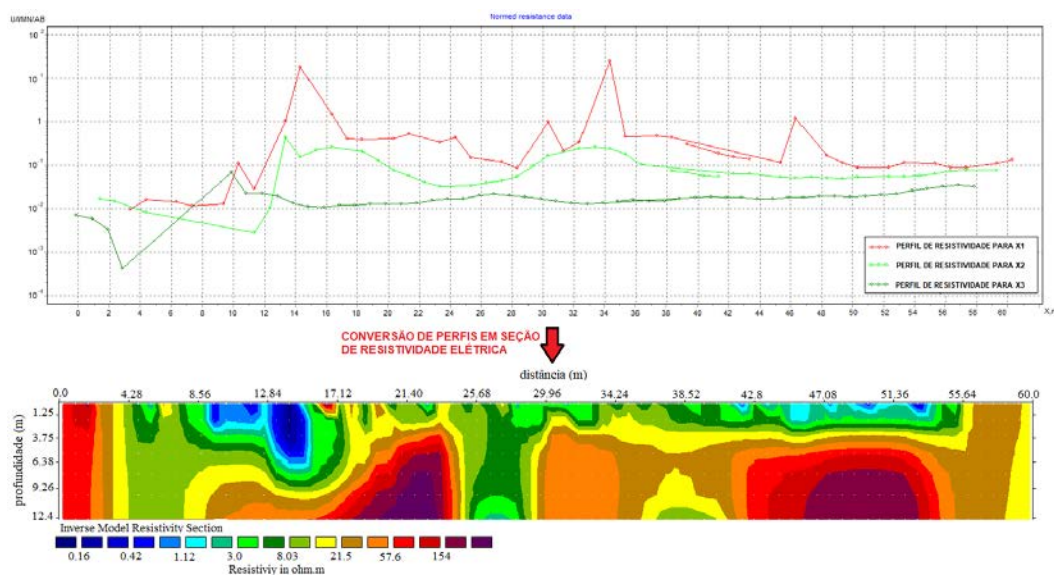 Normed resistance data
U/MN/AB
10⁻²
10⁻¹
1
10⁻¹
10⁻²
10⁻³
10⁻⁴
PERFIL DE RESISTIVIDADE PARA X1
PERFIL DE RESISTIVIDADE PARA X2
PERFIL DE RESISTIVIDADE PARA X3
0 2 4 6 8 10 12 14 16 18 20 22 24 26 28 30 32 34 36 38 40 42 44 46 48 50 52 54 56 58 60
CONVERSÃO DE PERFIS EM SEÇÃO
DE RESISTIVIDADE ELÉTRICA
distância (m)
0.0 4.28 8.56 12.84 17.12 21.40 25.68 29.96 34.24 38.52 42.8 47.08 51.36 55.64 60.0
profundidade (m)
1.25
3.75
6.38
9.26
12.4
Inverse Model Resistivity Section
0.16 0.42 1.12 3.0 8.03 21.5 57.6 154
Resistiviy in ohm.m